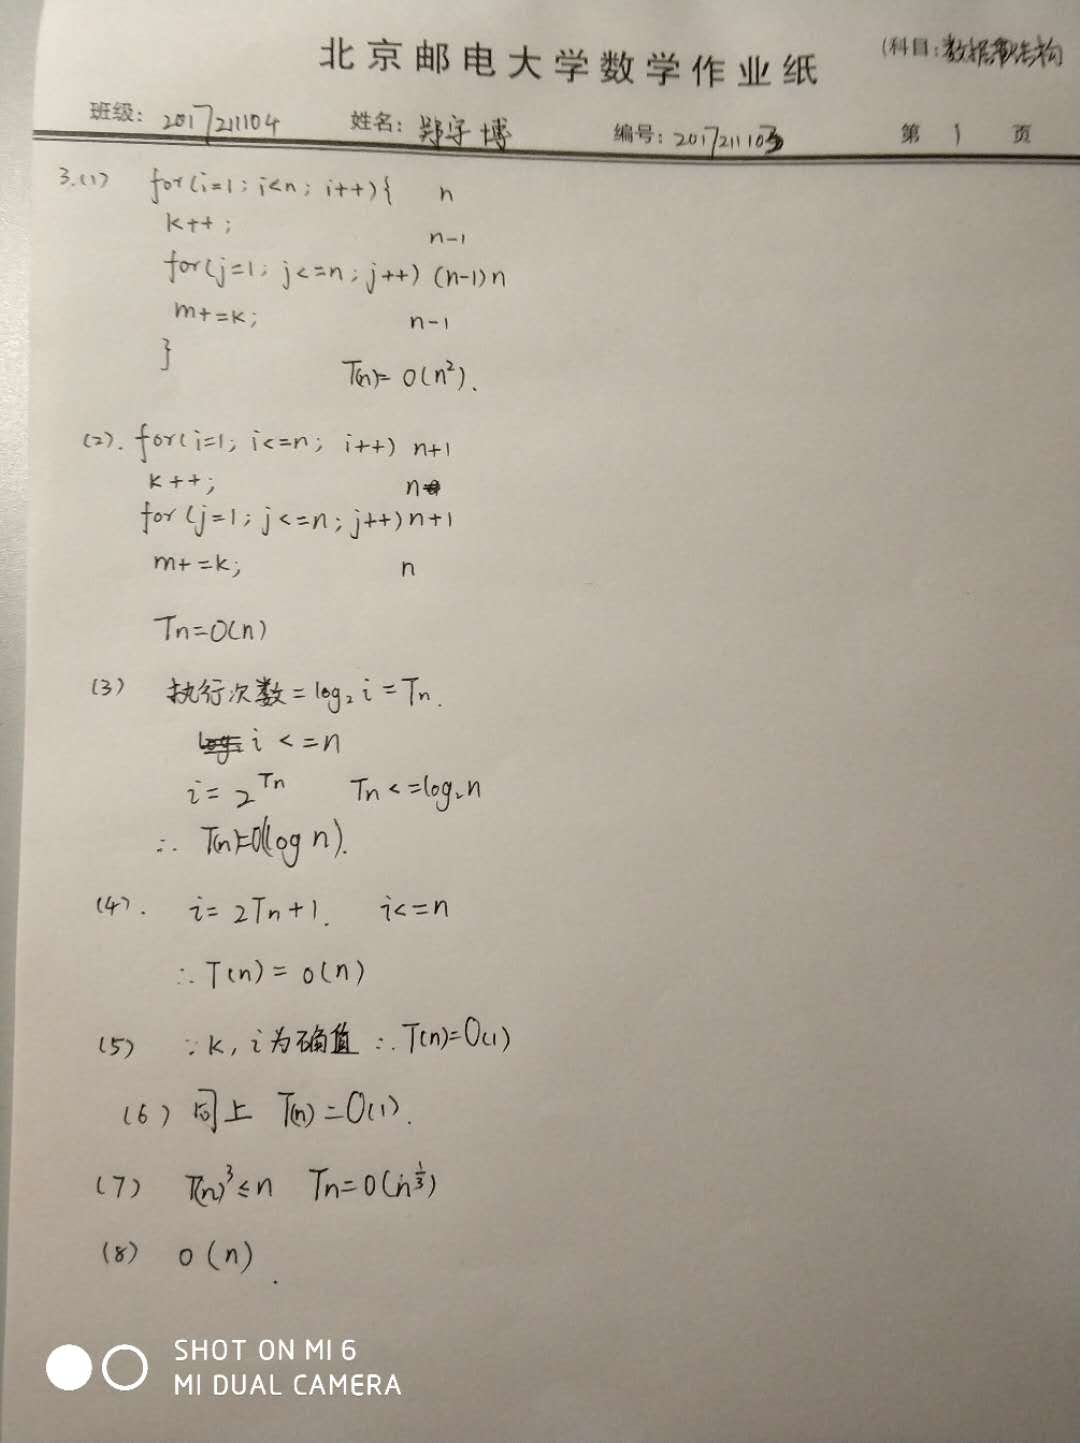 北京邮电大学数学作业纸 (科目:数据结构
班级: 2017211104 姓名: 郑宇博 编号: 2017211103 第 1 页
3.(1) for(i=1; i<n; i++){ n
k++; n-1
for(j=1; j<=n; j++) (n-1)n
m+=k; n-1
}
T(n)= O(n²).
(2). for(i=1; i<=n; i++) n+1
k++; n
for(j=1; j<=n; j++) n+1
m+=k; n
Tn=O(n)
(3) 执行次数=log₂i=Tn.
i<=n
i=2^Tn Tn<=log₂n
∴ T(n)=O(log n).
(4). i=2Tn+1. i<=n
∴T(n)=O(n)
(5) ∵k,i为确值 ∴T(n)=O(1)
(6) 同上 T(n)=O(1).
(7) T(n)³≤n Tn=O(n^1/3)
(8) O(n).
SHOT ON MI 6
MI DUAL CAMERA